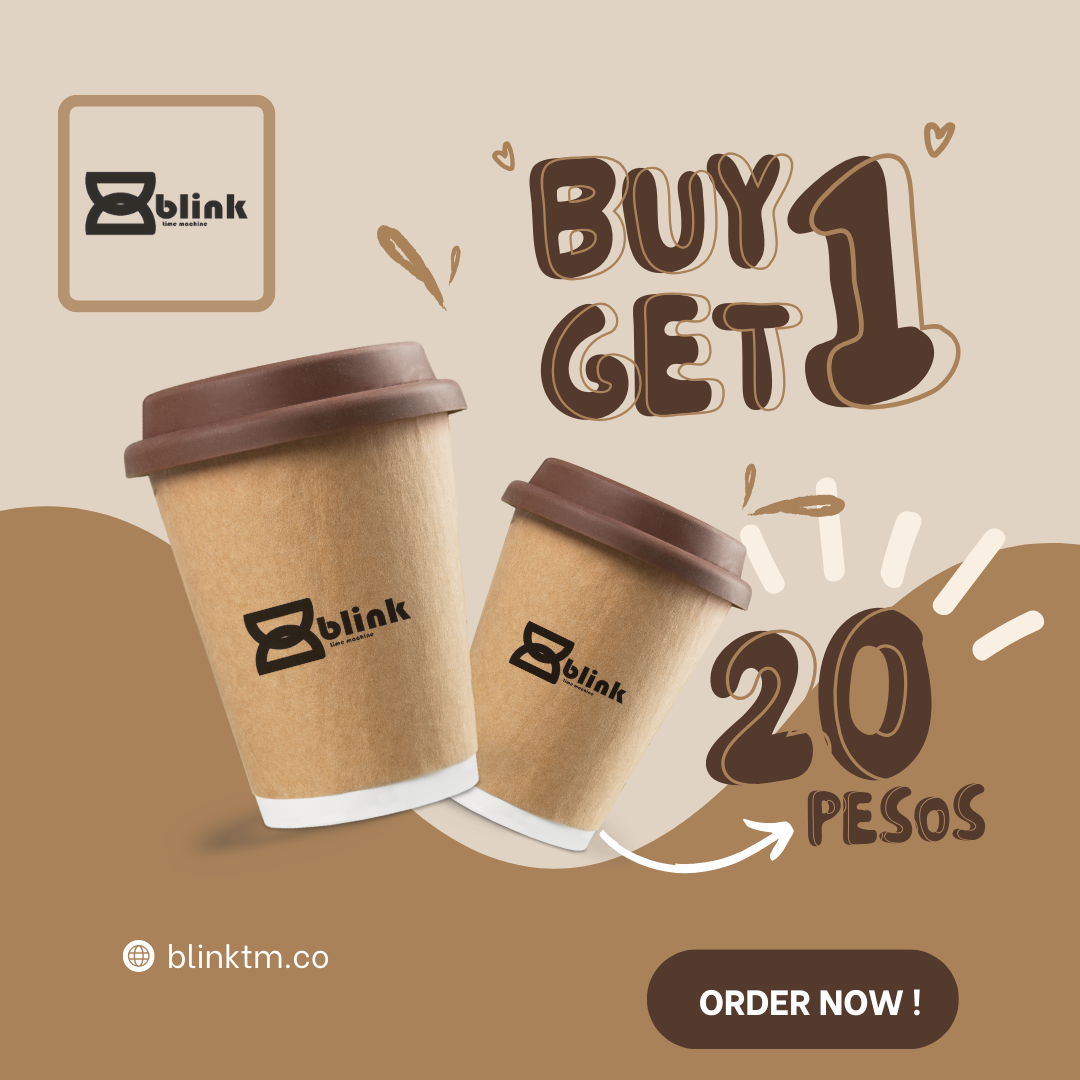 blink
time machine
BUY 1
GET
blink
time machine
blink
time machine
20
PESOS
blinktm.co
ORDER NOW !